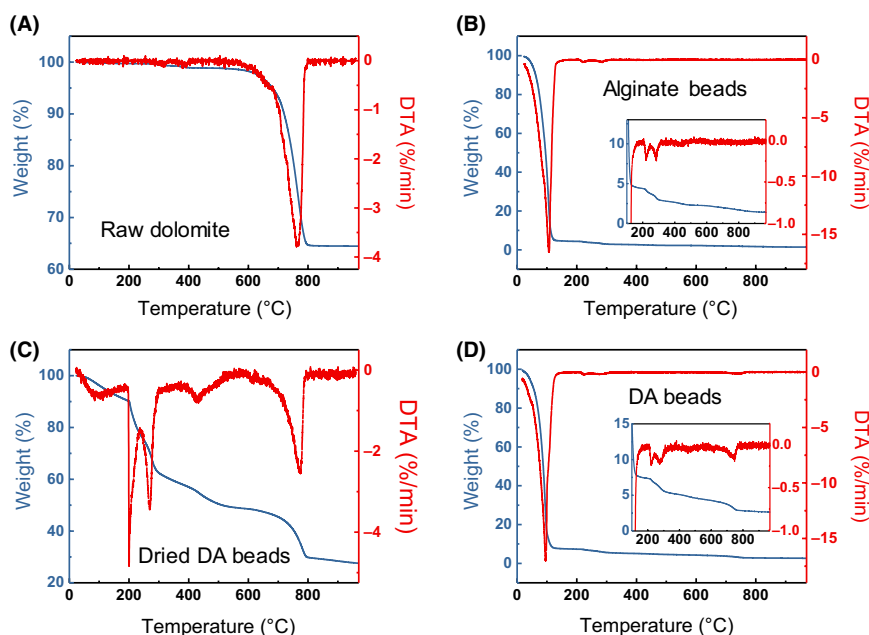 (A)
100
90
80
70
60
Weight (%)
0
−1
−2
−3
−4
DTA (%/min)
Raw dolomite
0 200 400 600 800
Temperature (°C)
(B)
100
80
60
40
20
0
Weight (%)
0
−5
−10
−15
DTA (%/min)
Alginate beads
10
5
0
0.0
−0.5
−1.0
200 400 600 800
0 200 400 600 800
Temperature (°C)
(C)
100
80
60
40
20
Weight (%)
0
−2
−4
DTA (%/min)
Dried DA beads
0 200 400 600 800
Temperature (°C)
(D)
100
80
60
40
20
0
Weight (%)
0
−5
−10
−15
DTA (%/min)
DA beads
15
10
5
0
0.0
−0.5
−1.0
200 400 600 800
0 200 400 600 800
Temperature (°C)